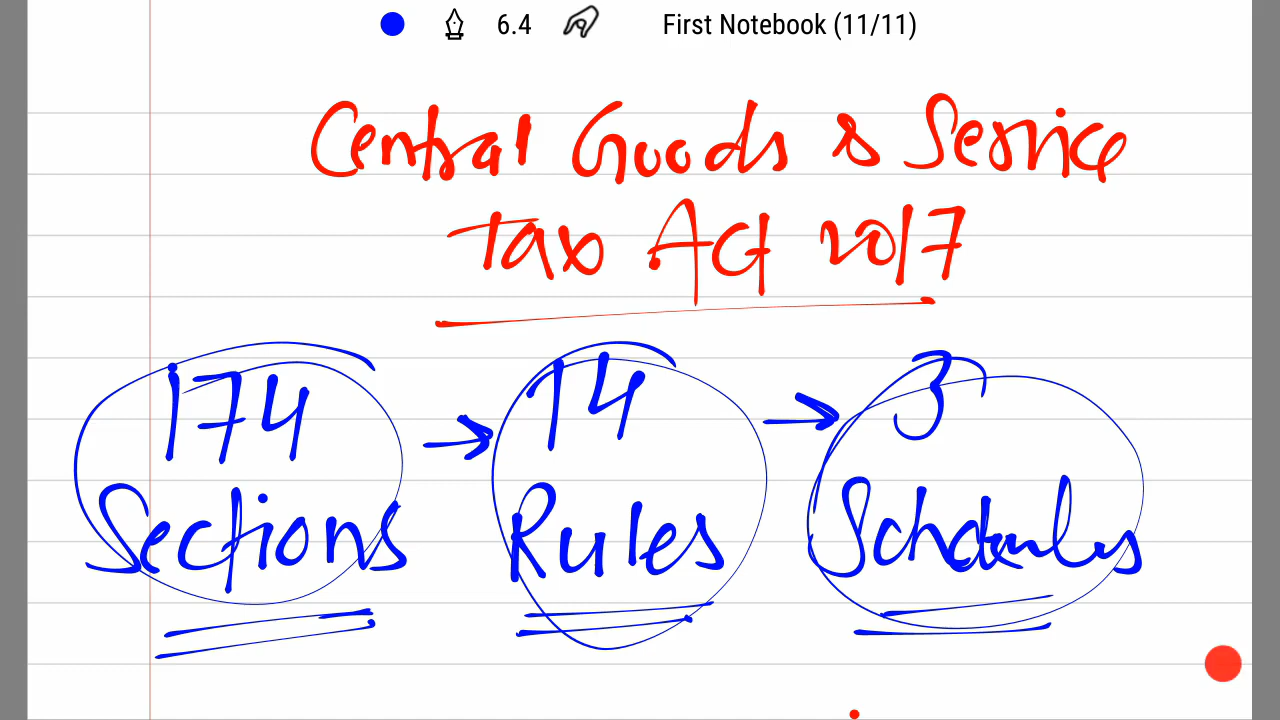 6.4 First Notebook (11/11)
Central Goods & Service
Tax Act 2017
174 → 14 → 3
Sections Rules Schedules